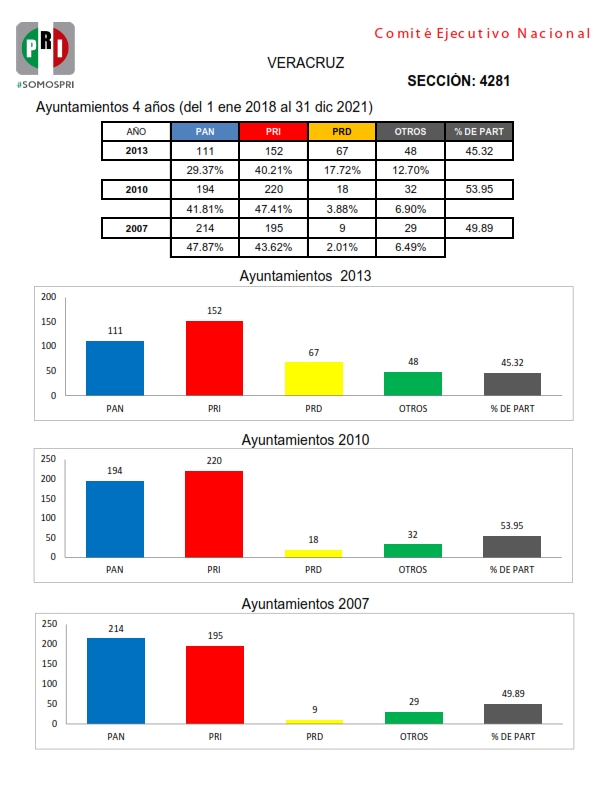 Comité Ejecutivo Nacional
PRI
#SOMOSPRI
VERACRUZ
SECCIÓN: 4281
Ayuntamientos 4 años (del 1 ene 2018 al 31 dic 2021)
AÑO PAN PRI PRD OTROS % DE PART
2013 111 152 67 48 45.32
29.37% 40.21% 17.72% 12.70%
2010 194 220 18 32 53.95
41.81% 47.41% 3.88% 6.90%
2007 214 195 9 29 49.89
47.87% 43.62% 2.01% 6.49%
Ayuntamientos 2013
200
150
100
50
0
111 152 67 48 45.32
PAN PRI PRD OTROS % DE PART
Ayuntamientos 2010
250
200
150
100
50
0
194 220 18 32 53.95
PAN PRI PRD OTROS % DE PART
Ayuntamientos 2007
250
200
150
100
50
0
214 195 9 29 49.89
PAN PRI PRD OTROS % DE PART